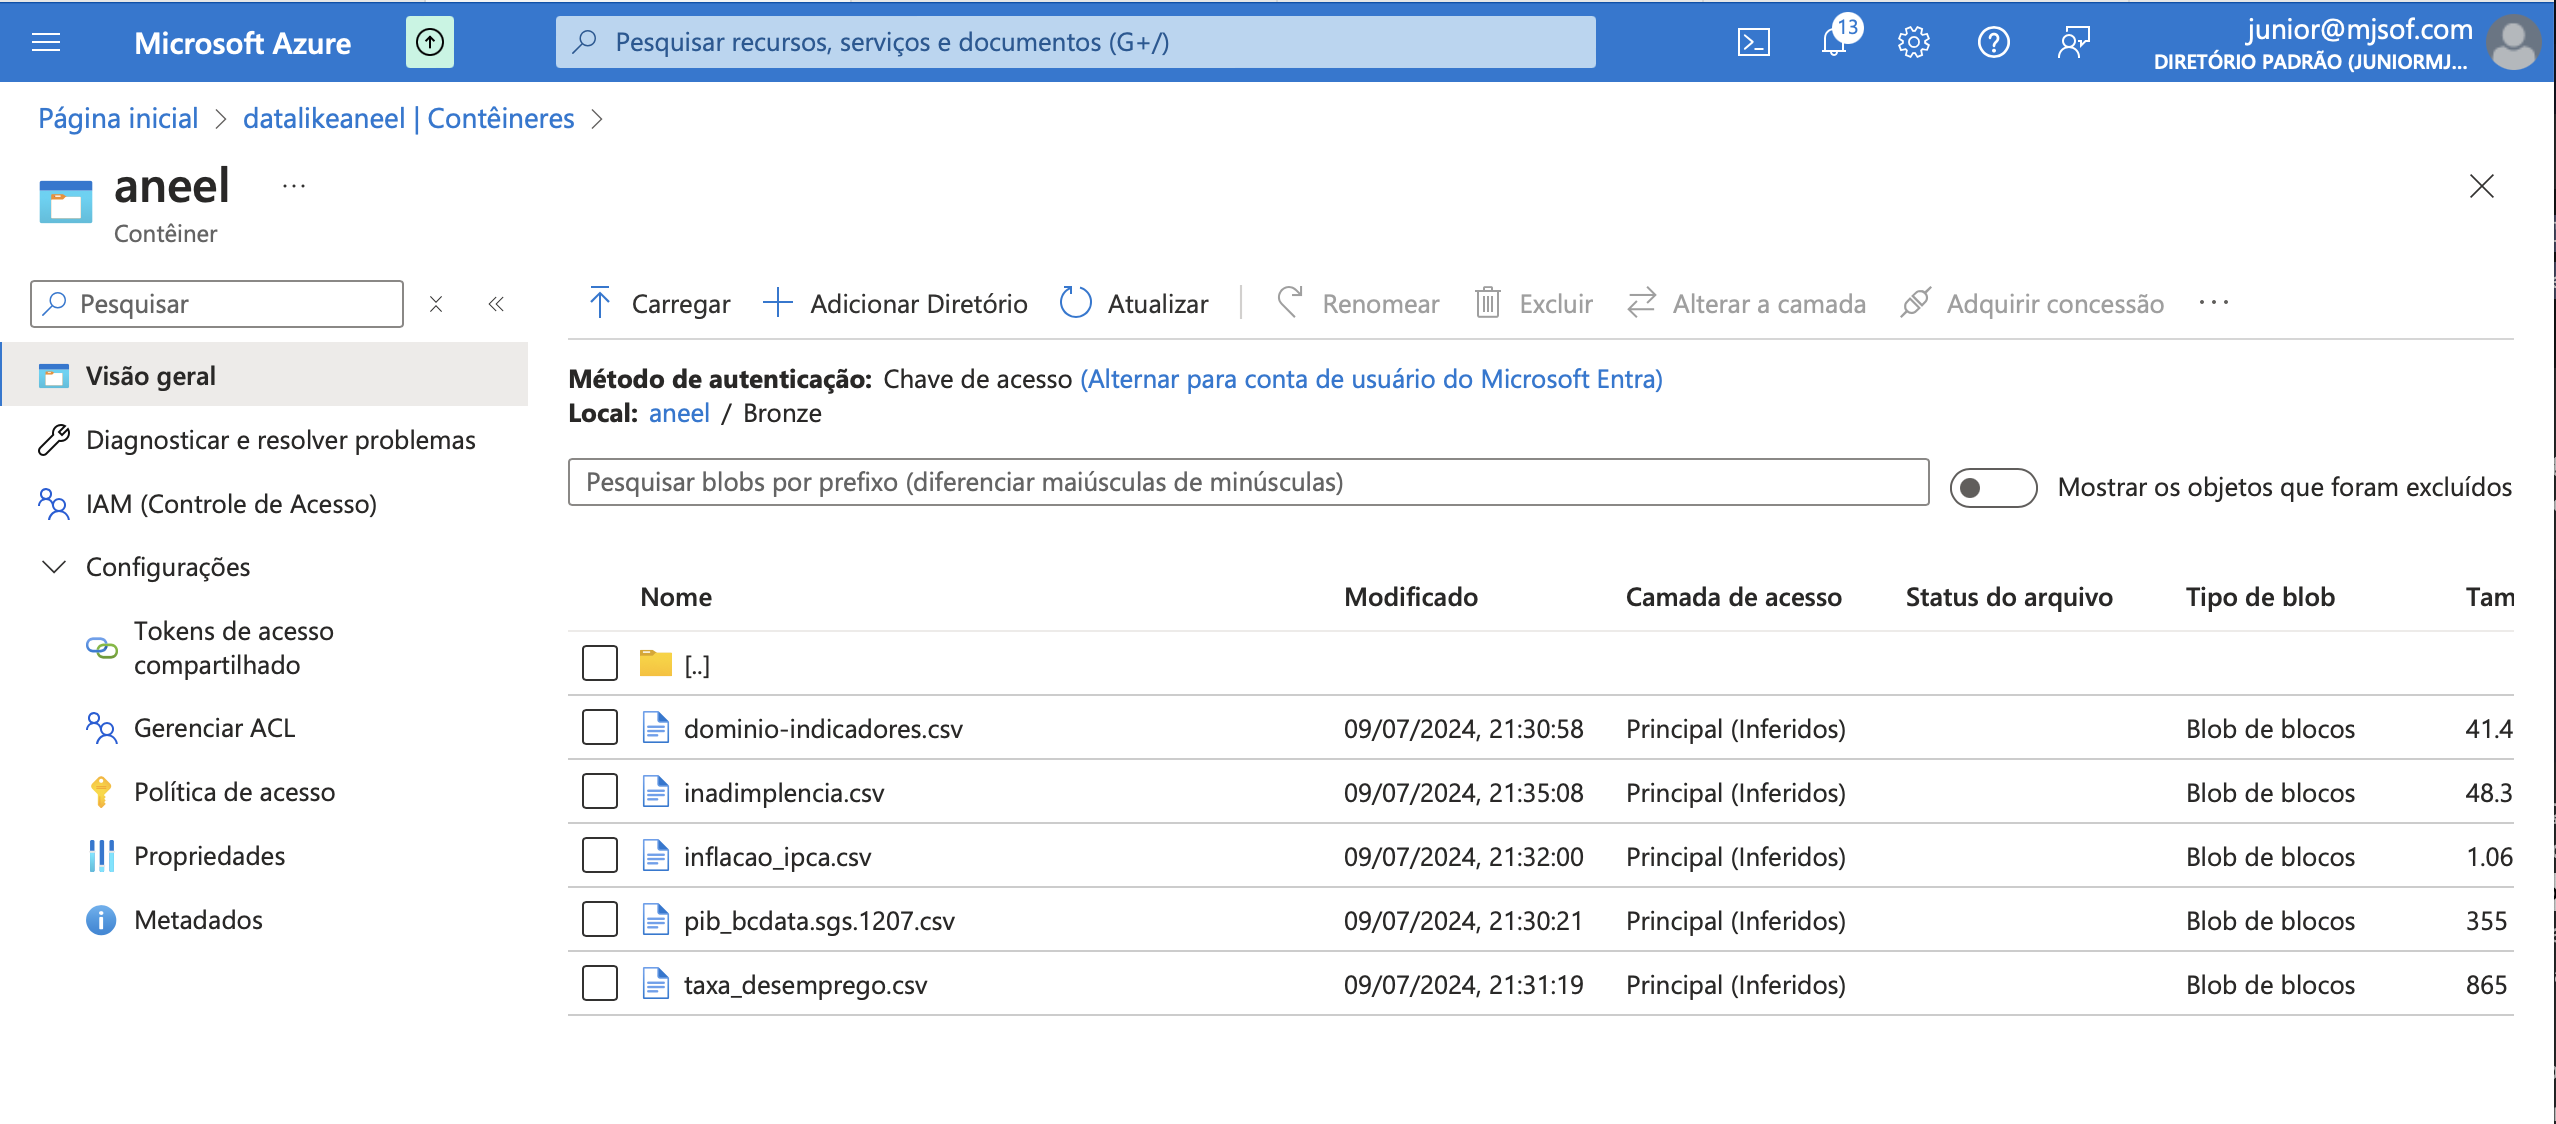 Microsoft Azure
Pesquisar recursos, serviços e documentos (G+/)
13
junior@mjsof.com
DIRETÓRIO PADRÃO (JUNIORMJ...
Página inicial > datalikeaneel | Contêineres >
aneel ...
Contêiner
Pesquisar
Visão geral
Diagnosticar e resolver problemas
IAM (Controle de Acesso)
Configurações
Tokens de acesso
compartilhado
Gerenciar ACL
Política de acesso
Propriedades
Metadados
Carregar Adicionar Diretório Atualizar Renomear Excluir Alterar a camada Adquirir concessão ...
Método de autenticação: Chave de acesso (Alternar para conta de usuário do Microsoft Entra)
Local: aneel / Bronze
Pesquisar blobs por prefixo (diferenciar maiúsculas de minúsculas)
Mostrar os objetos que foram excluídos
Nome Modificado Camada de acesso Status do arquivo Tipo de blob Tam
[..]
dominio-indicadores.csv 09/07/2024, 21:30:58 Principal (Inferidos) Blob de blocos 41.4
inadimplencia.csv 09/07/2024, 21:35:08 Principal (Inferidos) Blob de blocos 48.3
inflacao_ipca.csv 09/07/2024, 21:32:00 Principal (Inferidos) Blob de blocos 1.06
pib_bcdata.sgs.1207.csv 09/07/2024, 21:30:21 Principal (Inferidos) Blob de blocos 355
taxa_desemprego.csv 09/07/2024, 21:31:19 Principal (Inferidos) Blob de blocos 865